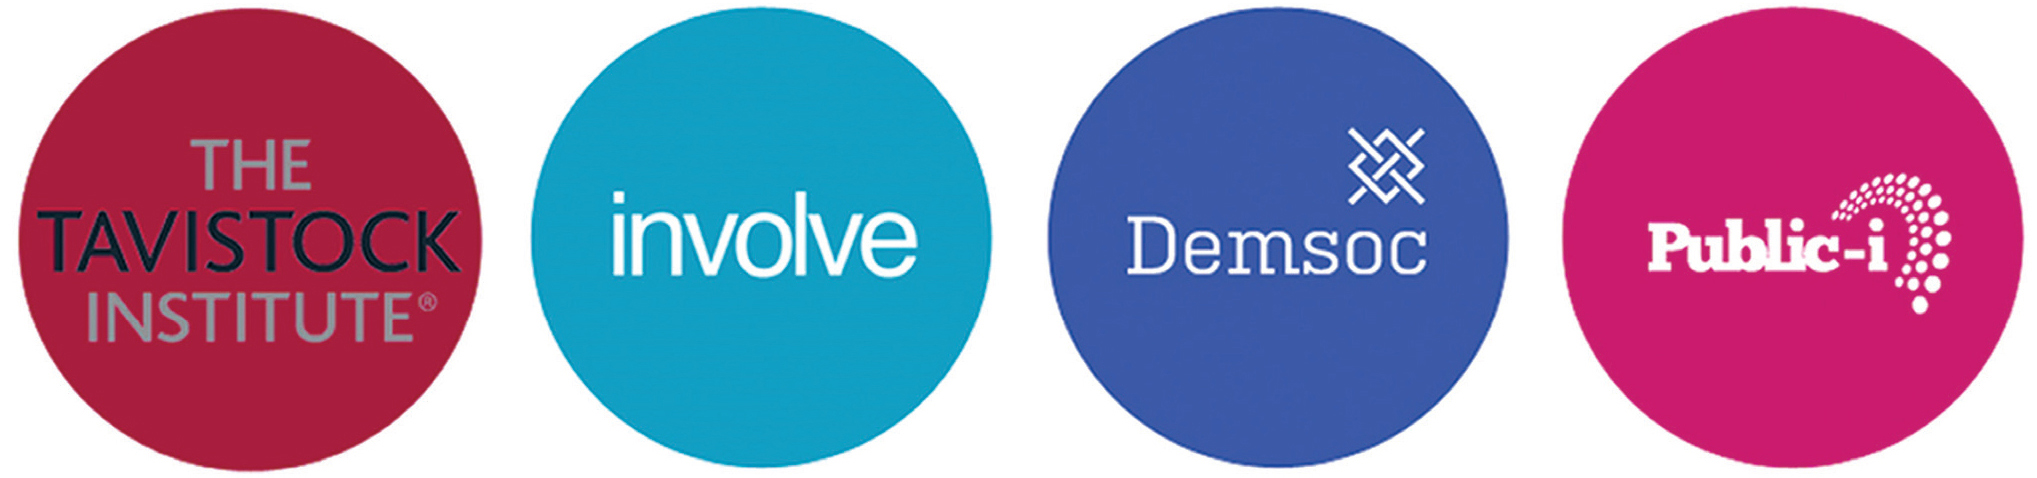 THE
TAVISTOCK
INSTITUTE®
involve
Demsoc
Public-i